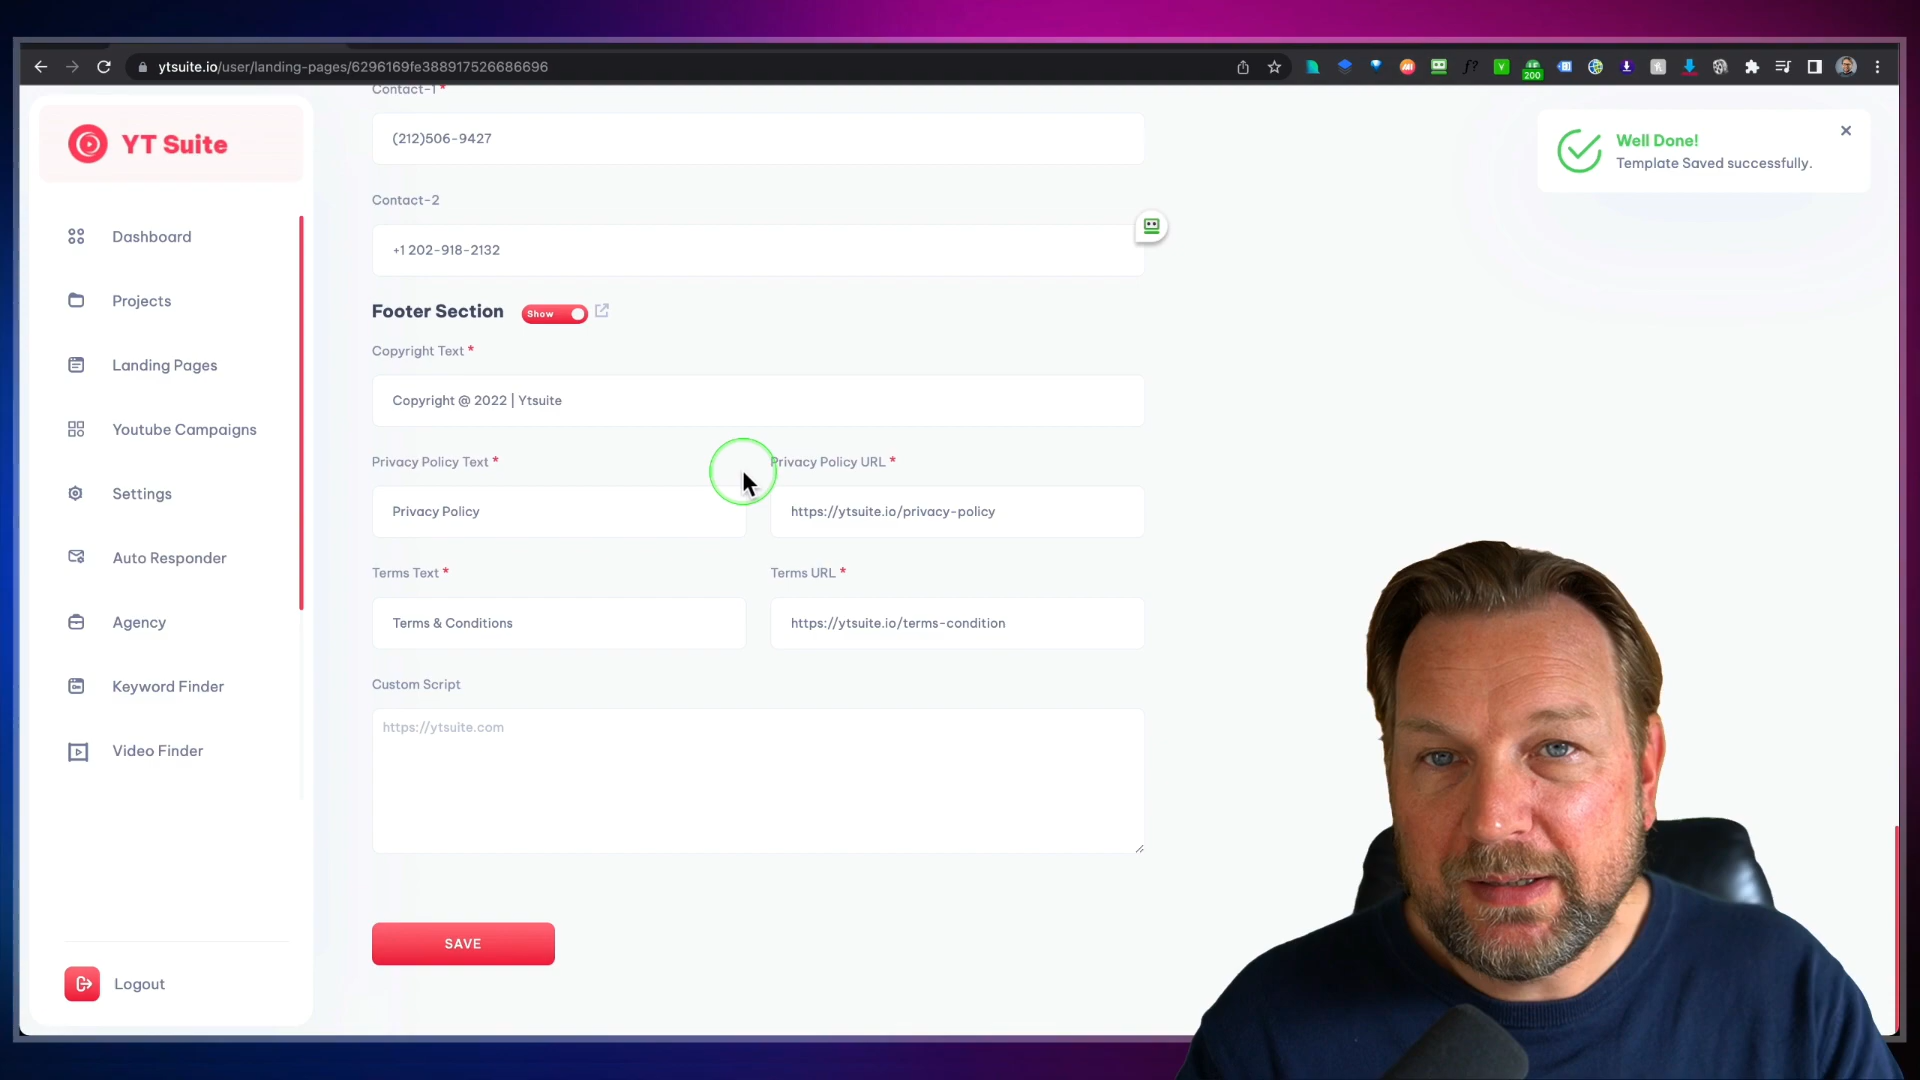 ytsuite.io/user/landing-pages/6296169fe388917526686696
200
YT Suite
Dashboard
Projects
Landing Pages
Youtube Campaigns
Settings
Auto Responder
Agency
Keyword Finder
Video Finder
Logout
Contact-1 *
(212)506-9427
Contact-2
+1 202-918-2132
Footer Section Show
Copyright Text *
Copyright @ 2022 | Ytsuite
Privacy Policy Text * Privacy Policy URL *
Privacy Policy https://ytsuite.io/privacy-policy
Terms Text * Terms URL *
Terms & Conditions https://ytsuite.io/terms-condition
Custom Script
https://ytsuite.com
SAVE
Well Done!
Template Saved successfully.